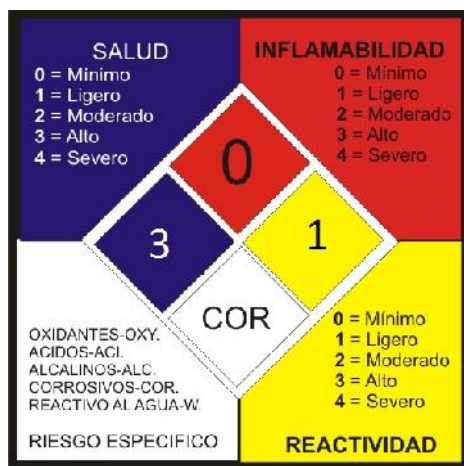 SALUD
0 = Mínimo
1 = Ligero
2 = Moderado
3 = Alto
4 = Severo
INFLAMABILIDAD
0 = Mínimo
1 = Ligero
2 = Moderado
3 = Alto
4 = Severo
0
3
1
COR
OXIDANTES-OXY.
ACIDOS-ACI.
ALCALINOS-ALC.
CORROSIVOS-COR.
REACTIVO AL AGUA-W.
RIESGO ESPECIFICO
0 = Mínimo
1 = Ligero
2 = Moderado
3 = Alto
4 = Severo
REACTIVIDAD